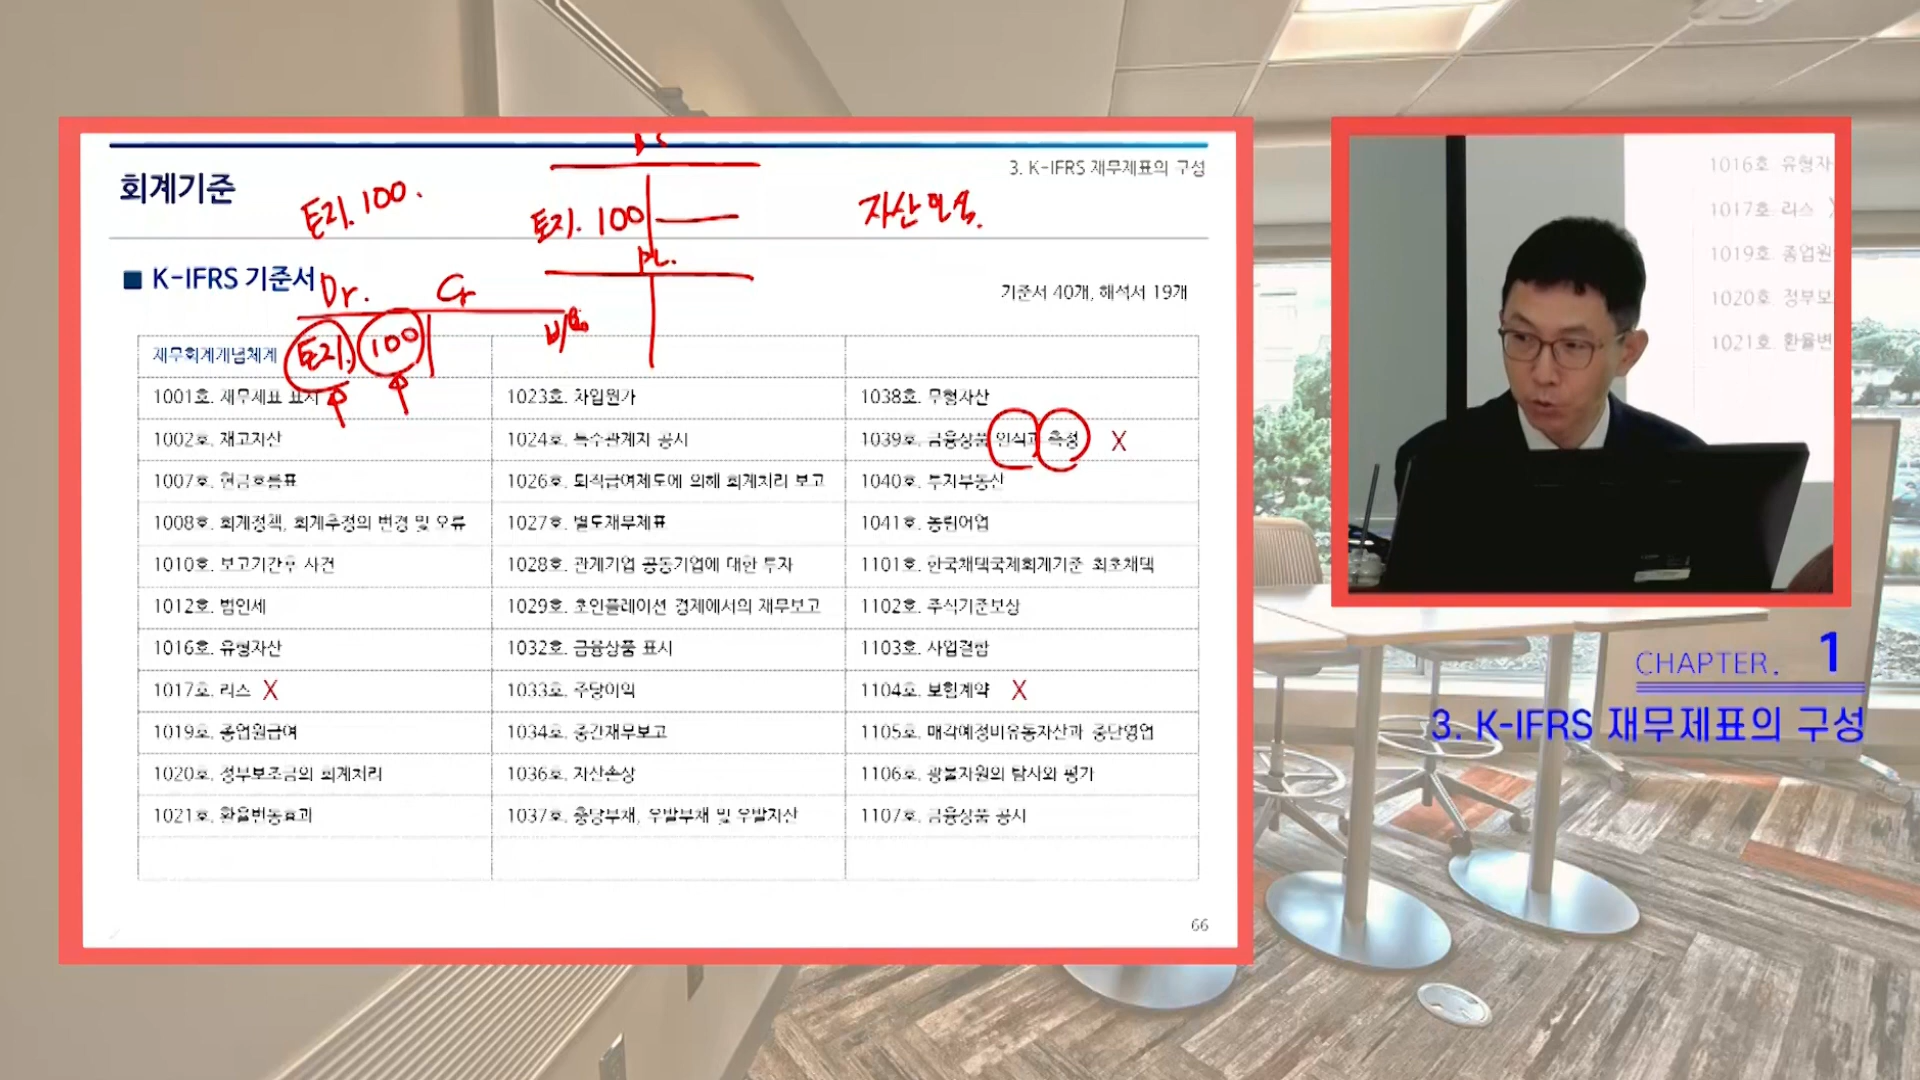 3. K-IFRS 재무제표의 구성
회계기준
토지. 100.
토지. 100
자산인식.
PL.
■ K-IFRS 기준서
Dr. Cr
기준서 40개, 해석서 19개
비용
토지. 100
재무회계개념체계
1001호. 재무제표 표시 1023호. 차입원가 1038호. 무형자산
1002호. 재고자산 1024호. 특수관계자 공시 1039호. 금융상품 인식과 측정 X
1007호. 현금흐름표 1026호. 퇴직급여제도에 의해 회계처리 보고 1040호. 투자부동산
1008호. 회계정책, 회계추정의 변경 및 오류 1027호. 별도재무제표 1041호. 농림어업
1010호. 보고기간후 사건 1028호. 관계기업 공동기업에 대한 투자 1101호. 한국채택국제회계기준 최초채택
1012호. 법인세 1029호. 초인플레이션 경제에서의 재무보고 1102호. 주식기준보상
1016호. 유형자산 1032호. 금융상품 표시 1103호. 사업결합
1017호. 리스 X 1033호. 주당이익 1104호. 보험계약 X
1019호. 종업원급여 1034호. 중간재무보고 1105호. 매각예정비유동자산과 중단영업
1020호. 정부보조금의 회계처리 1036호. 자산손상 1106호. 광물자원의 탐사와 평가
1021호. 환율변동효과 1037호. 충당부채, 우발부채 및 우발자산 1107호. 금융상품 공시
66
1016호 유형자
1017호 리스
1019호 종업원
1020호 정부보
1021호 환율변
CHAPTER. 1
3. K-IFRS 재무제표의 구성